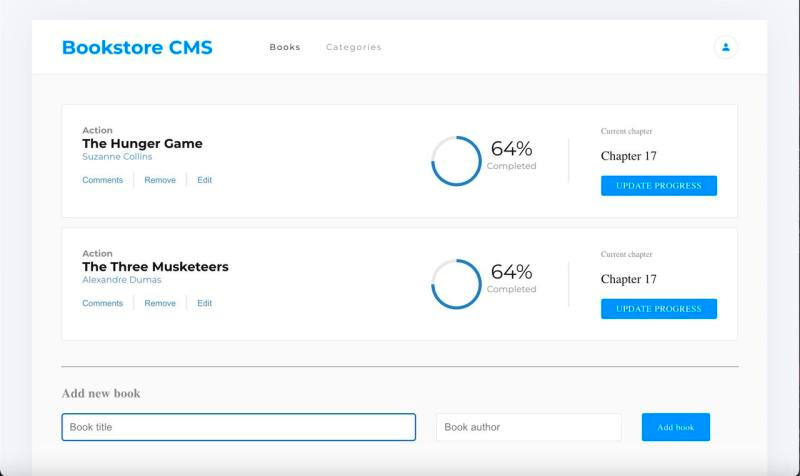 Bookstore CMS
Books
Categories
Action
The Hunger Game
Suzanne Collins
Comments
Remove
Edit
64%
Completed
Current chapter
Chapter 17
UPDATE PROGRESS
Action
The Three Musketeers
Alexandre Dumas
Comments
Remove
Edit
64%
Completed
Current chapter
Chapter 17
UPDATE PROGRESS
Add new book
Book title
Book author
Add book